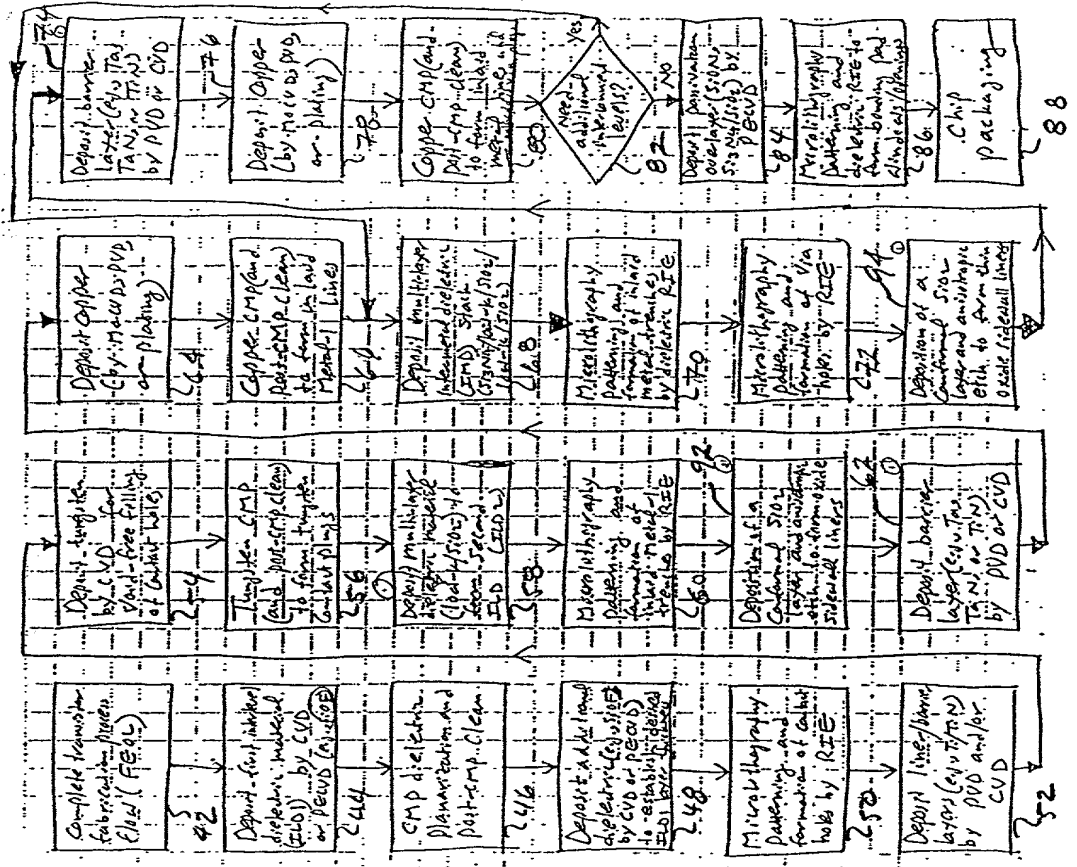 Complete transistor
fabrication process
flow (FEOL)
42
Deposit first interlevel
dielectric material
(ILD1) by CVD
or PECVD
44
CMP dielectric
planarization and
post-CMP clean
46
Deposit additional
dielectric
by CVD or PECVD)
to establish desired
ILD1
48
Microlithography
patterning and
formation of contact
holes by RIE
50
Deposit liner/barrier
layers (e.g. Ti/TiN) by
PVD and/or
CVD
52
Deposit tungsten
by CVD for
void-free filling
of contact holes
54
Tungsten CMP
(and post-CMP clean)
to form tungsten
contact plugs
56
Deposit multilayer
dielectric material
(low-k/SiO2) to
form second
ILD (ILD2)
58
Microlithography
patterning and
formation of
inlaid metal-1
trenches by RIE
60
92
Deposition of a
conformal SiO2
layer and anisotropic
etch to form oxide
sidewall liners
62
Deposit barrier
layer (e.g. Ta,
TaN, or TiN)
by PVD or CVD
Deposit copper
(by MOCVD, PVD,
or plating)
64
Copper CMP (and
post-CMP clean)
to form inlaid
metal 1 lines
66
Deposit multilayer
intermetal dielectric
(IMD) stack
68
Microlithography
patterning and
formation of inlaid
metal trenches
by dielectric RIE
70
Microlithography
patterning and
formation of via
holes by RIE
72
94
Deposition of a
conformal SiO2
layer and anisotropic
etch to form thin
oxide sidewall liners
74
Deposit barrier
layer (e.g. Ta,
TaN, or TiN)
by PVD or CVD
76
Deposit copper
(by MOCVD, PVD,
or plating)
78
Copper CMP (and
post-CMP clean)
to form inlaid
metal lines and
80
Need
additional
interconnect
levels?
Yes
No
82
Deposit passivation
overlayer (SiON,
Si3N4/SiO2) by
PECVD
84
Microlithography
patterning and
dielectric RIE to
form bonding pad
windows/openings
86
Chip
packaging
88